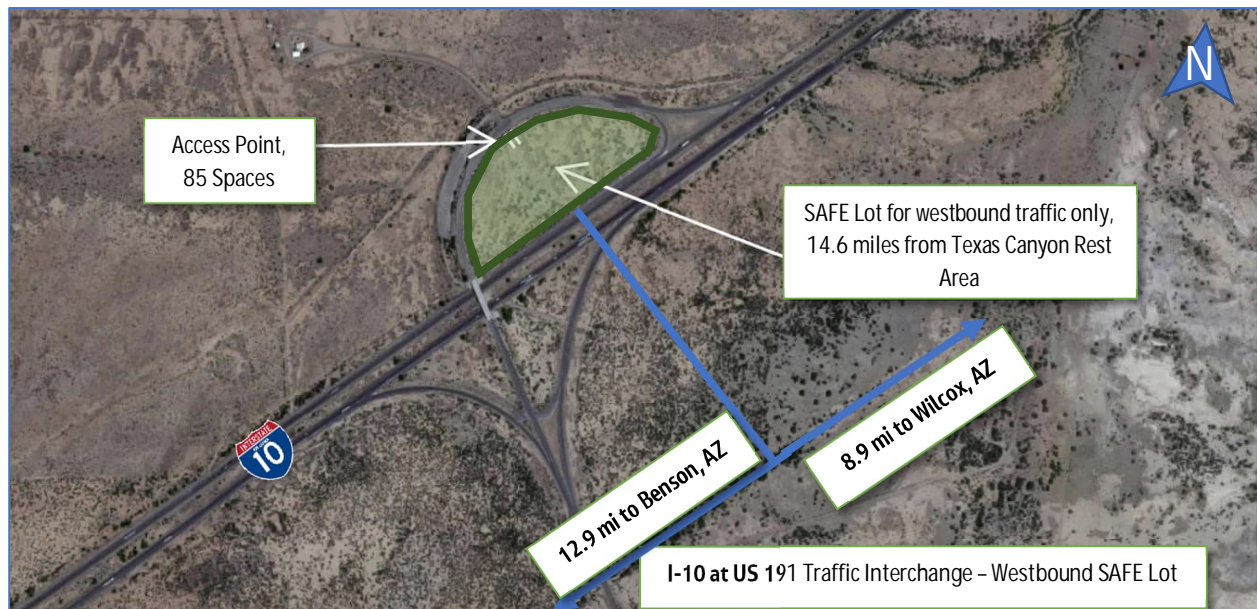 N
Access Point,
85 Spaces
SAFE Lot for westbound traffic only,
14.6 miles from Texas Canyon Rest
Area
8.9 mi to Wilcox, AZ
12.9 mi to Benson, AZ
INTERSTATE
10
I-10 at US 191 Traffic Interchange – Westbound SAFE Lot